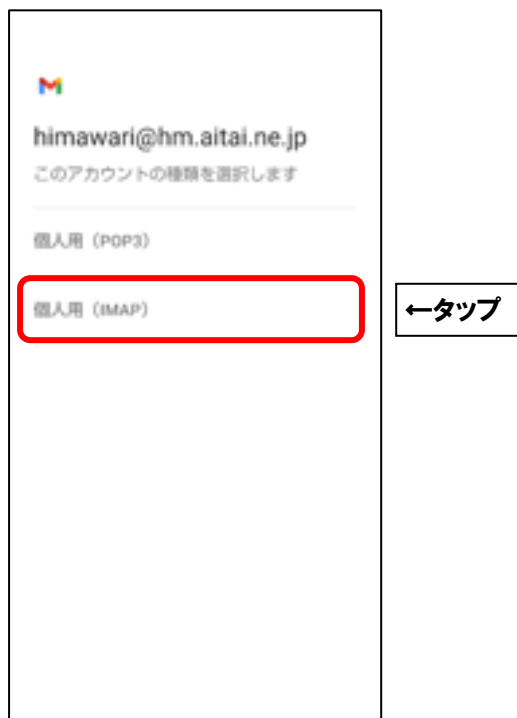 himawari@hm.aitai.ne.jp
このアカウントの種類を選択します
個人用（POP3）
個人用（IMAP）
←タップ